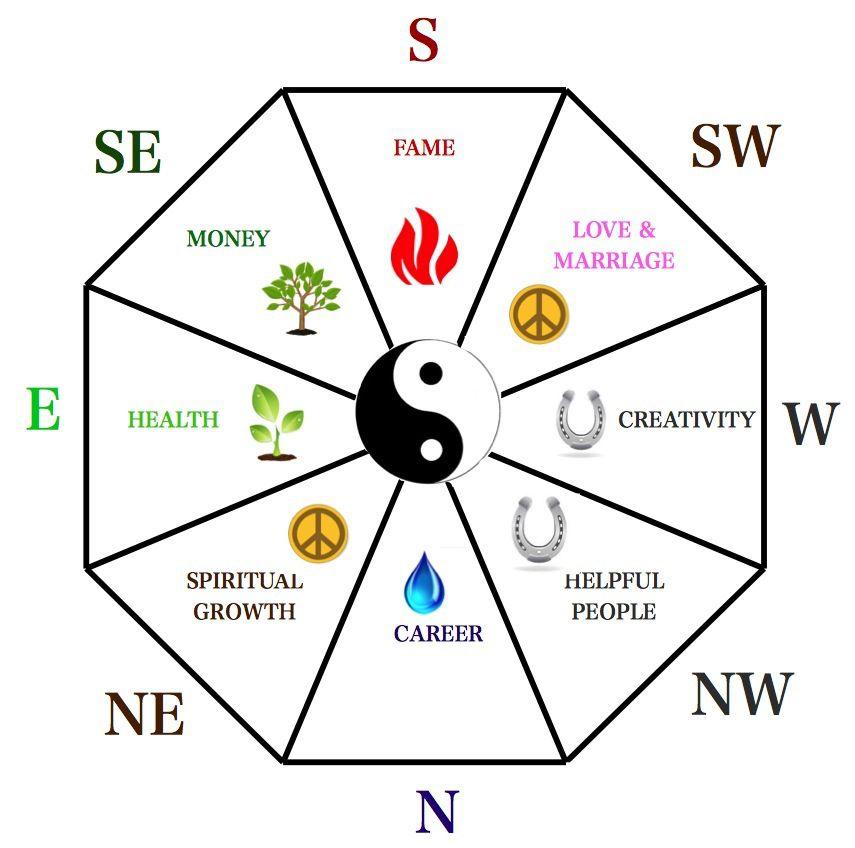 S
SE
SW
FAME
MONEY
LOVE &
MARRIAGE
E
HEALTH
CREATIVITY
W
SPIRITUAL
GROWTH
HELPFUL
PEOPLE
CAREER
NE
NW
N